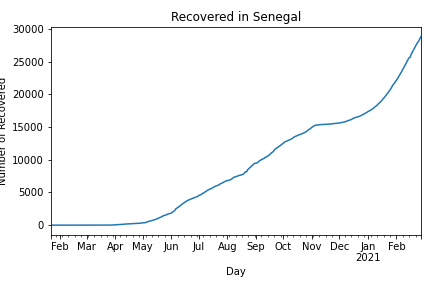 Recovered in Senegal
30000
25000
20000
15000
10000
5000
0
Number of Recovered
Feb Mar Apr May Jun Jul Aug Sep Oct Nov Dec Jan Feb
2021
Day